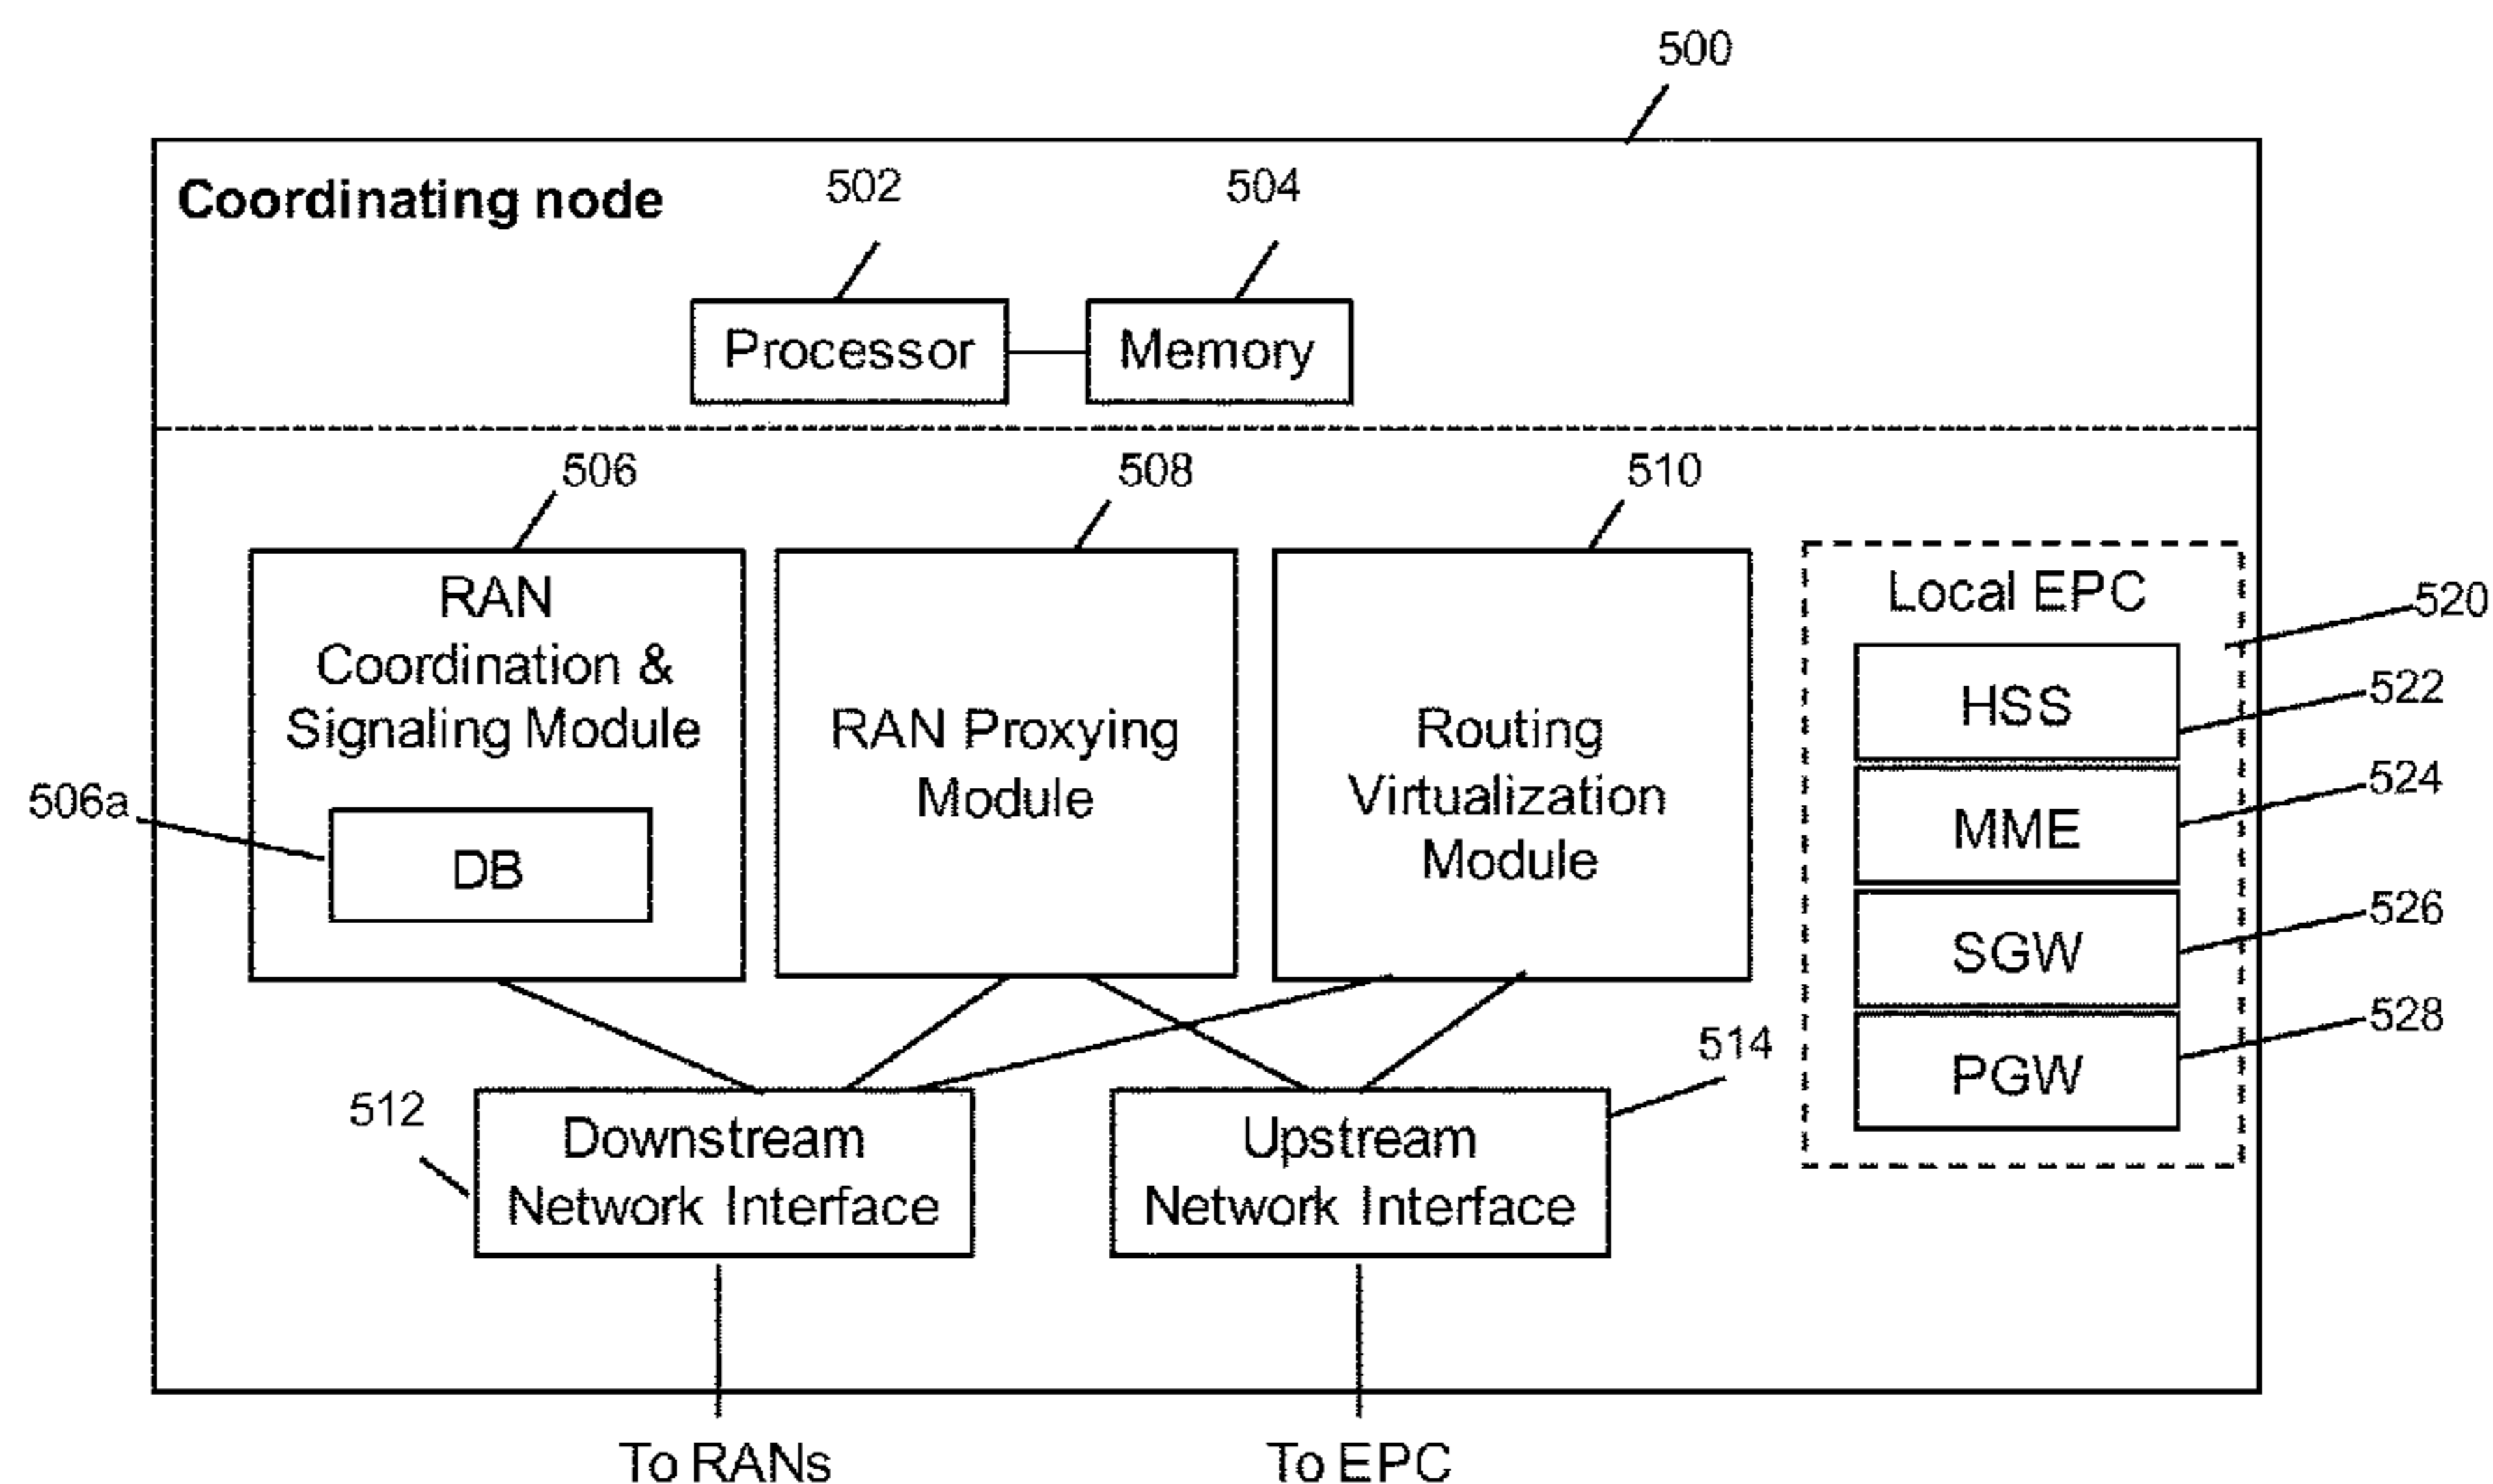 500
Coordinating node
502
504
Processor
Memory
506
508
510
RAN
Coordination &
Signaling Module
506a
DB
RAN Proxying
Module
Routing
Virtualization
Module
Local EPC
520
HSS
522
MME
524
SGW
526
PGW
528
512
Downstream
Network Interface
514
Upstream
Network Interface
To RANs
To EPC